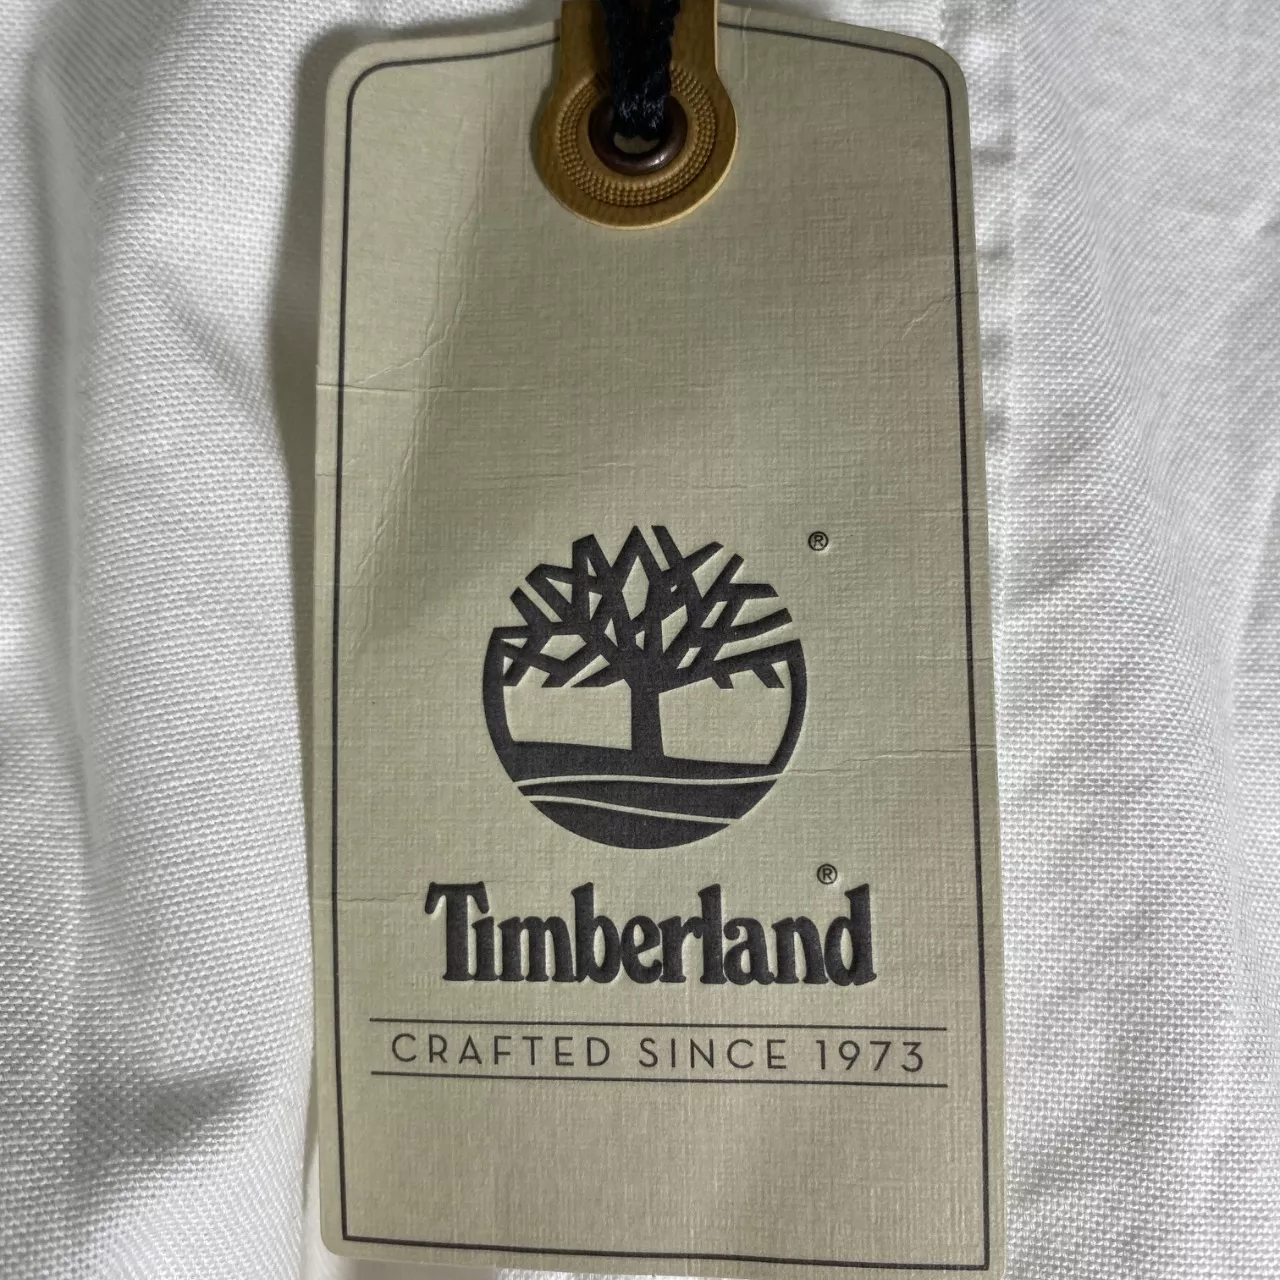 ®
Timberland®
CRAFTED SINCE 1973